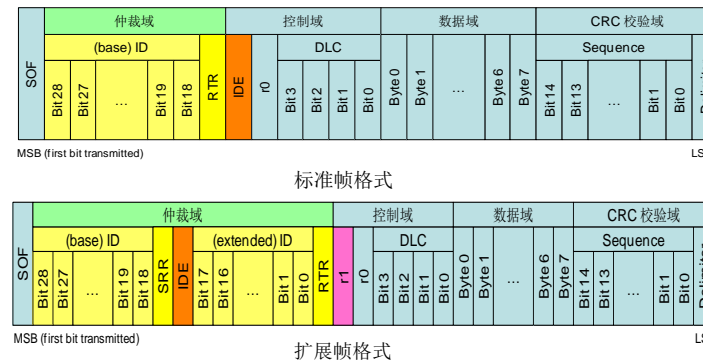 仲裁域 控制域 数据域 CRC 校验域
SOF (base) ID RTR IDE r0 DLC Byte 0 Byte 1 … Byte 6 Byte 7 Sequence
Bit 28 Bit 27 … Bit 19 Bit 18 Bit 3 Bit 2 Bit 1 Bit 0 Bit 14 Bit 13 … Bit 1 Bit 0
MSB (first bit transmitted)
标准帧格式
仲裁域 控制域 数据域 CRC 校验域
SOF (base) ID SRR IDE (extended) ID RTR r1 r0 DLC Byte 0 Byte 1 … Byte 6 Byte 7 Sequence
Bit 28 Bit 27 … Bit 19 Bit 18 Bit 17 Bit 16 … Bit 1 Bit 0 Bit 3 Bit 2 Bit 1 Bit 0 Bit 14 Bit 13 … Bit 1 Bit 0
MSB (first bit transmitted)
扩展帧格式